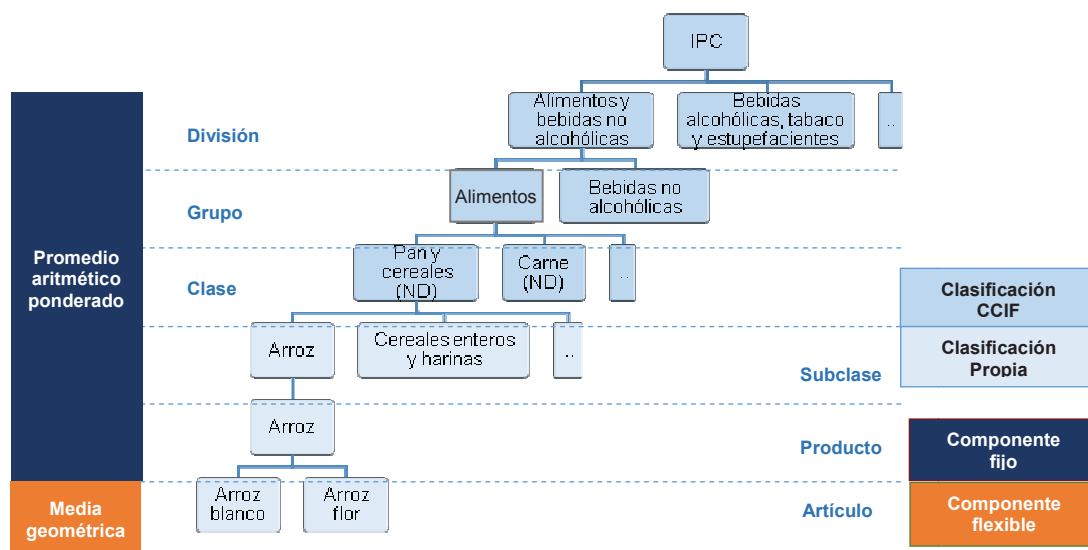 IPC
Alimentos y
bebidas no
alcohólicas
Bebidas
alcohólicas, tabaco
y estupefacientes
..
División
Alimentos
Bebidas no
alcohólicas
Grupo
Promedio
aritmético
ponderado
Pan y
cereales
(ND)
Carne
(ND)
..
Clase
Clasificación
CCIF
Arroz
Cereales enteros
y harinas
..
Clasificación
Propia
Subclase
Arroz
Producto
Componente
fijo
Media
geométrica
Arroz
blanco
Arroz
flor
Artículo
Componente
flexible